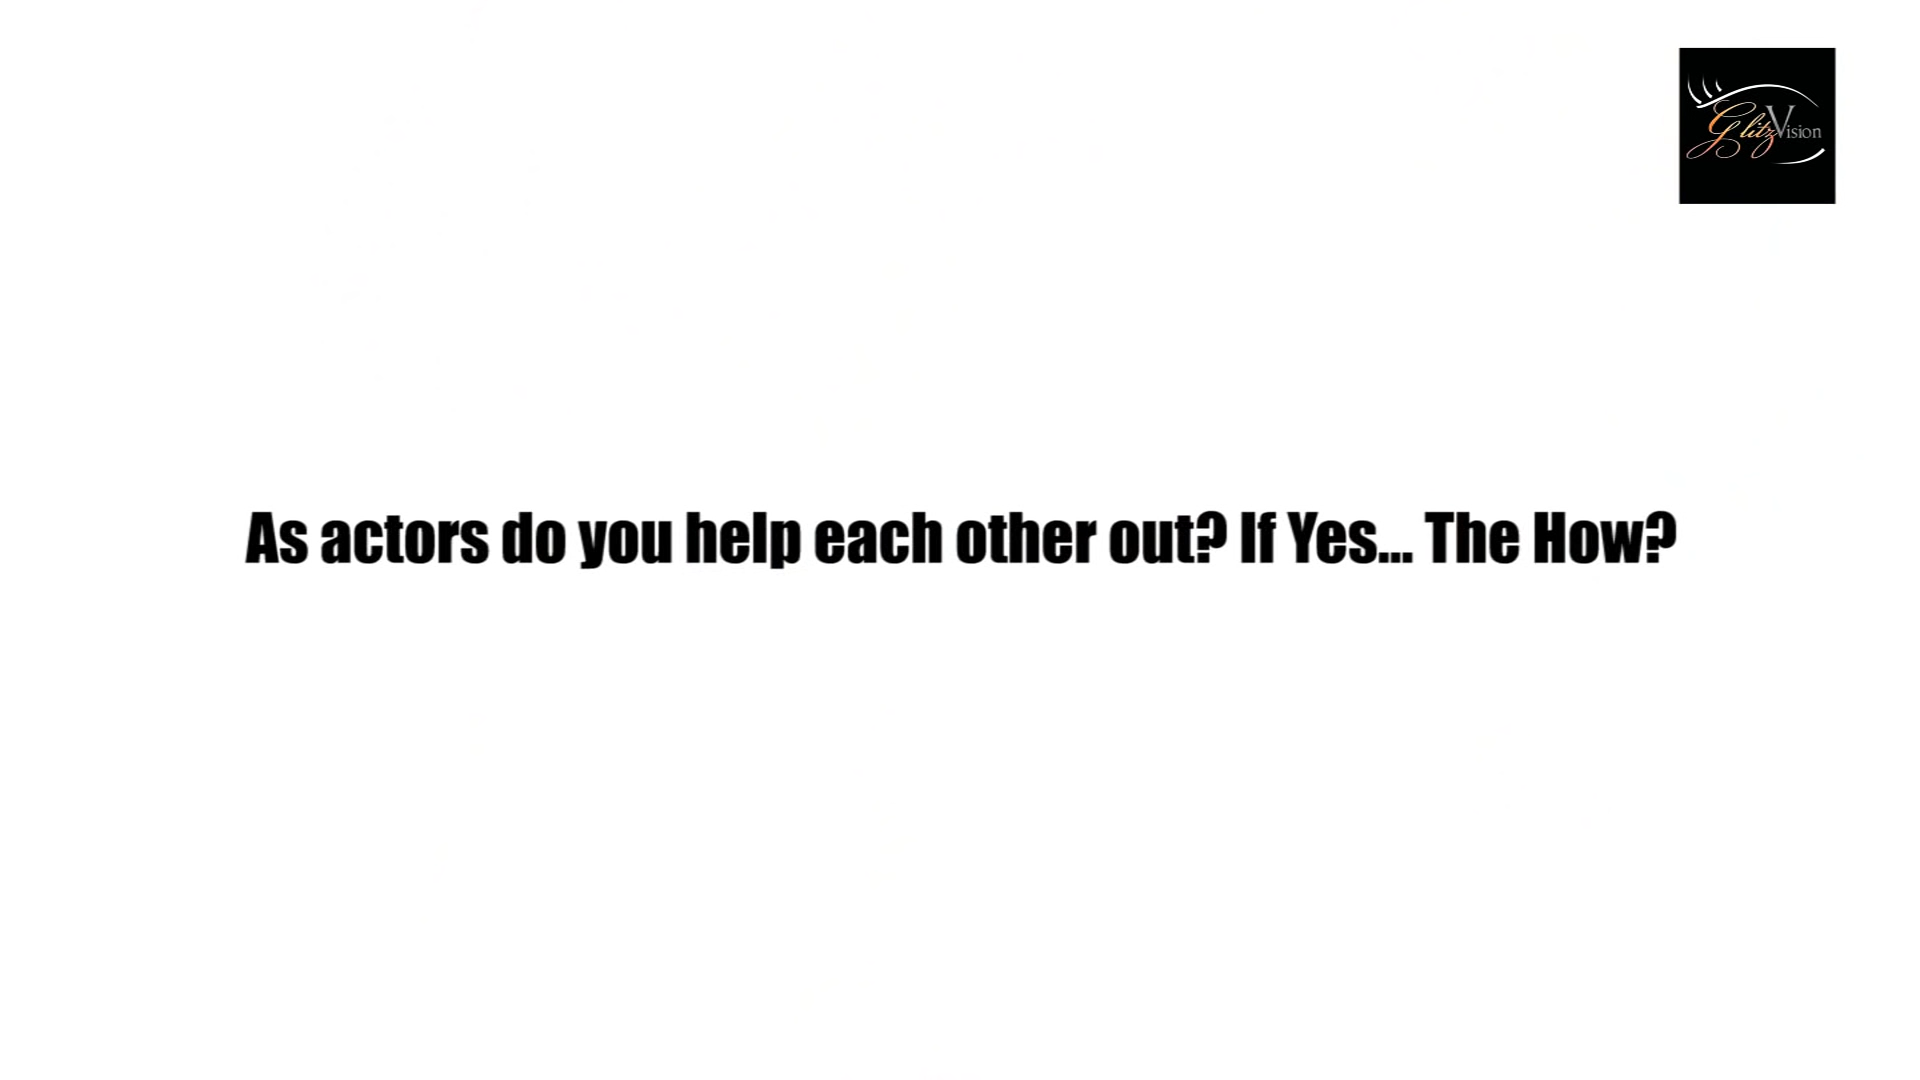 GlitzVision
As actors do you help each other out? If Yes... The How?